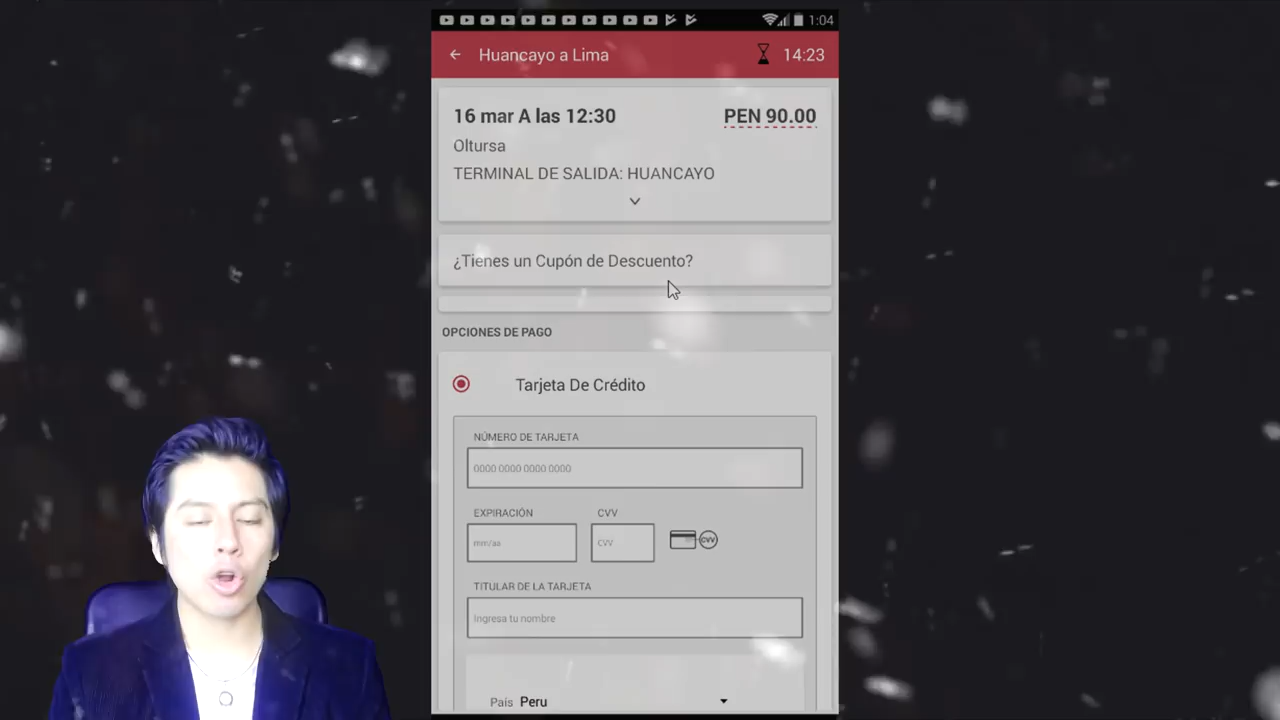 1:04
Huancayo a Lima
14:23
16 mar A las 12:30
PEN 90.00
Oltursa
TERMINAL DE SALIDA: HUANCAYO
¿Tienes un Cupón de Descuento?
OPCIONES DE PAGO
Tarjeta De Crédito
NÚMERO DE TARJETA
0000 0000 0000 0000
EXPIRACIÓN
CVV
mm/aa
CVV
CVV
TITULAR DE LA TARJETA
Ingresa tu nombre
País Peru